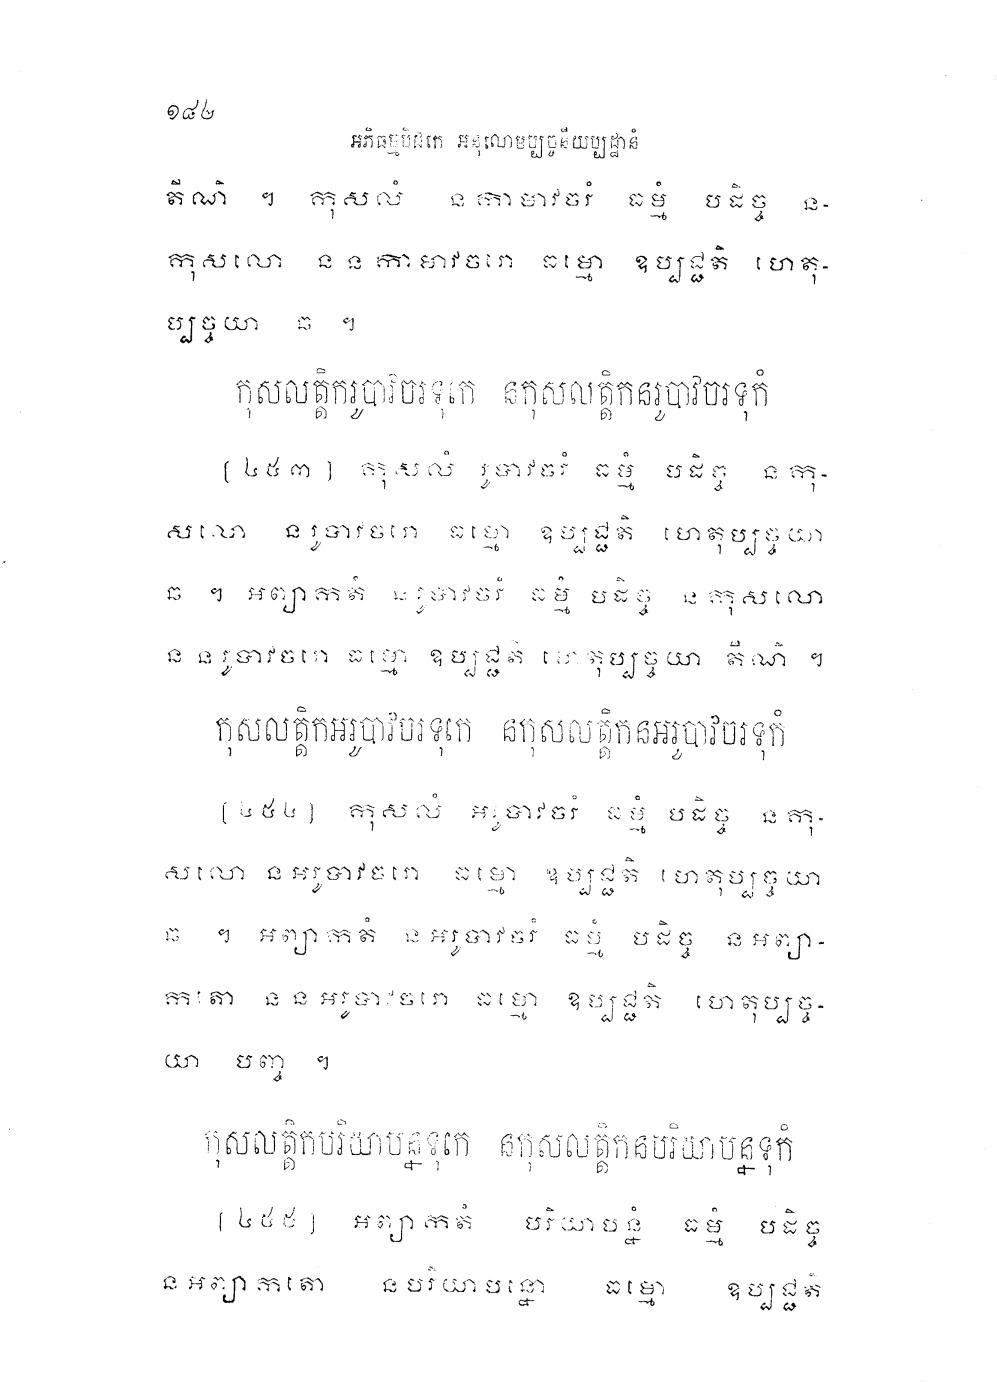 ១៨២
អភិធម្មបិដកេ អនុលោមប្បច្ចនីយប្បដ្ឋានំ
តីណិ ។ កុសលំ នកាមាវចរំ ធម្មំ បដិច្ច ន-
កុសលោ ននកាមាវចរោ ធម្មោ ឧប្បជ្ជតិ ហេតុ-
ប្បច្ចយា ឆ ។
កុសលត្តិករូបាវចរទុកេ នកុសលត្តិកនរូបាវចរទុកំ
[៤៥៣] កុសលំ រូបាវចរំ ធម្មំ បដិច្ច នកុ-
សលោ នរូបាវចរោ ធម្មោ ឧប្បជ្ជតិ ហេតុប្បច្ចយា
ឆ ។ អព្យាកតំ នរូបាវចរំ ធម្មំ បដិច្ច នកុសលោ
ននរូបាវចរោ ធម្មោ ឧប្បជ្ជតិ ហេតុប្បច្ចយា តីណិ ។
កុសលត្តិកអរូបាវចរទុកេ នកុសលត្តិកនអរូបាវចរទុកំ
[៤៥៤] កុសលំ អរូបាវចរំ ធម្មំ បដិច្ច នកុ-
សលោ នអរូបាវចរោ ធម្មោ ឧប្បជ្ជតិ ហេតុប្បច្ចយា
ឆ ។ អព្យាកតំ នអរូបាវចរំ ធម្មំ បដិច្ច នអព្យា-
កតោ ននអរូបាវចរោ ធម្មោ ឧប្បជ្ជតិ ហេតុប្បច្ច-
យា បញ្ច ។
កុសលត្តិកបរិយាបន្នទុកេ នកុសលត្តិកនបរិយាបន្នទុកំ
[៤៥៥] អព្យាកតំ បរិយាបន្នំ ធម្មំ បដិច្ច
នអព្យាកតោ នបរិយាបន្នោ ធម្មោ ឧប្បជ្ជតិ